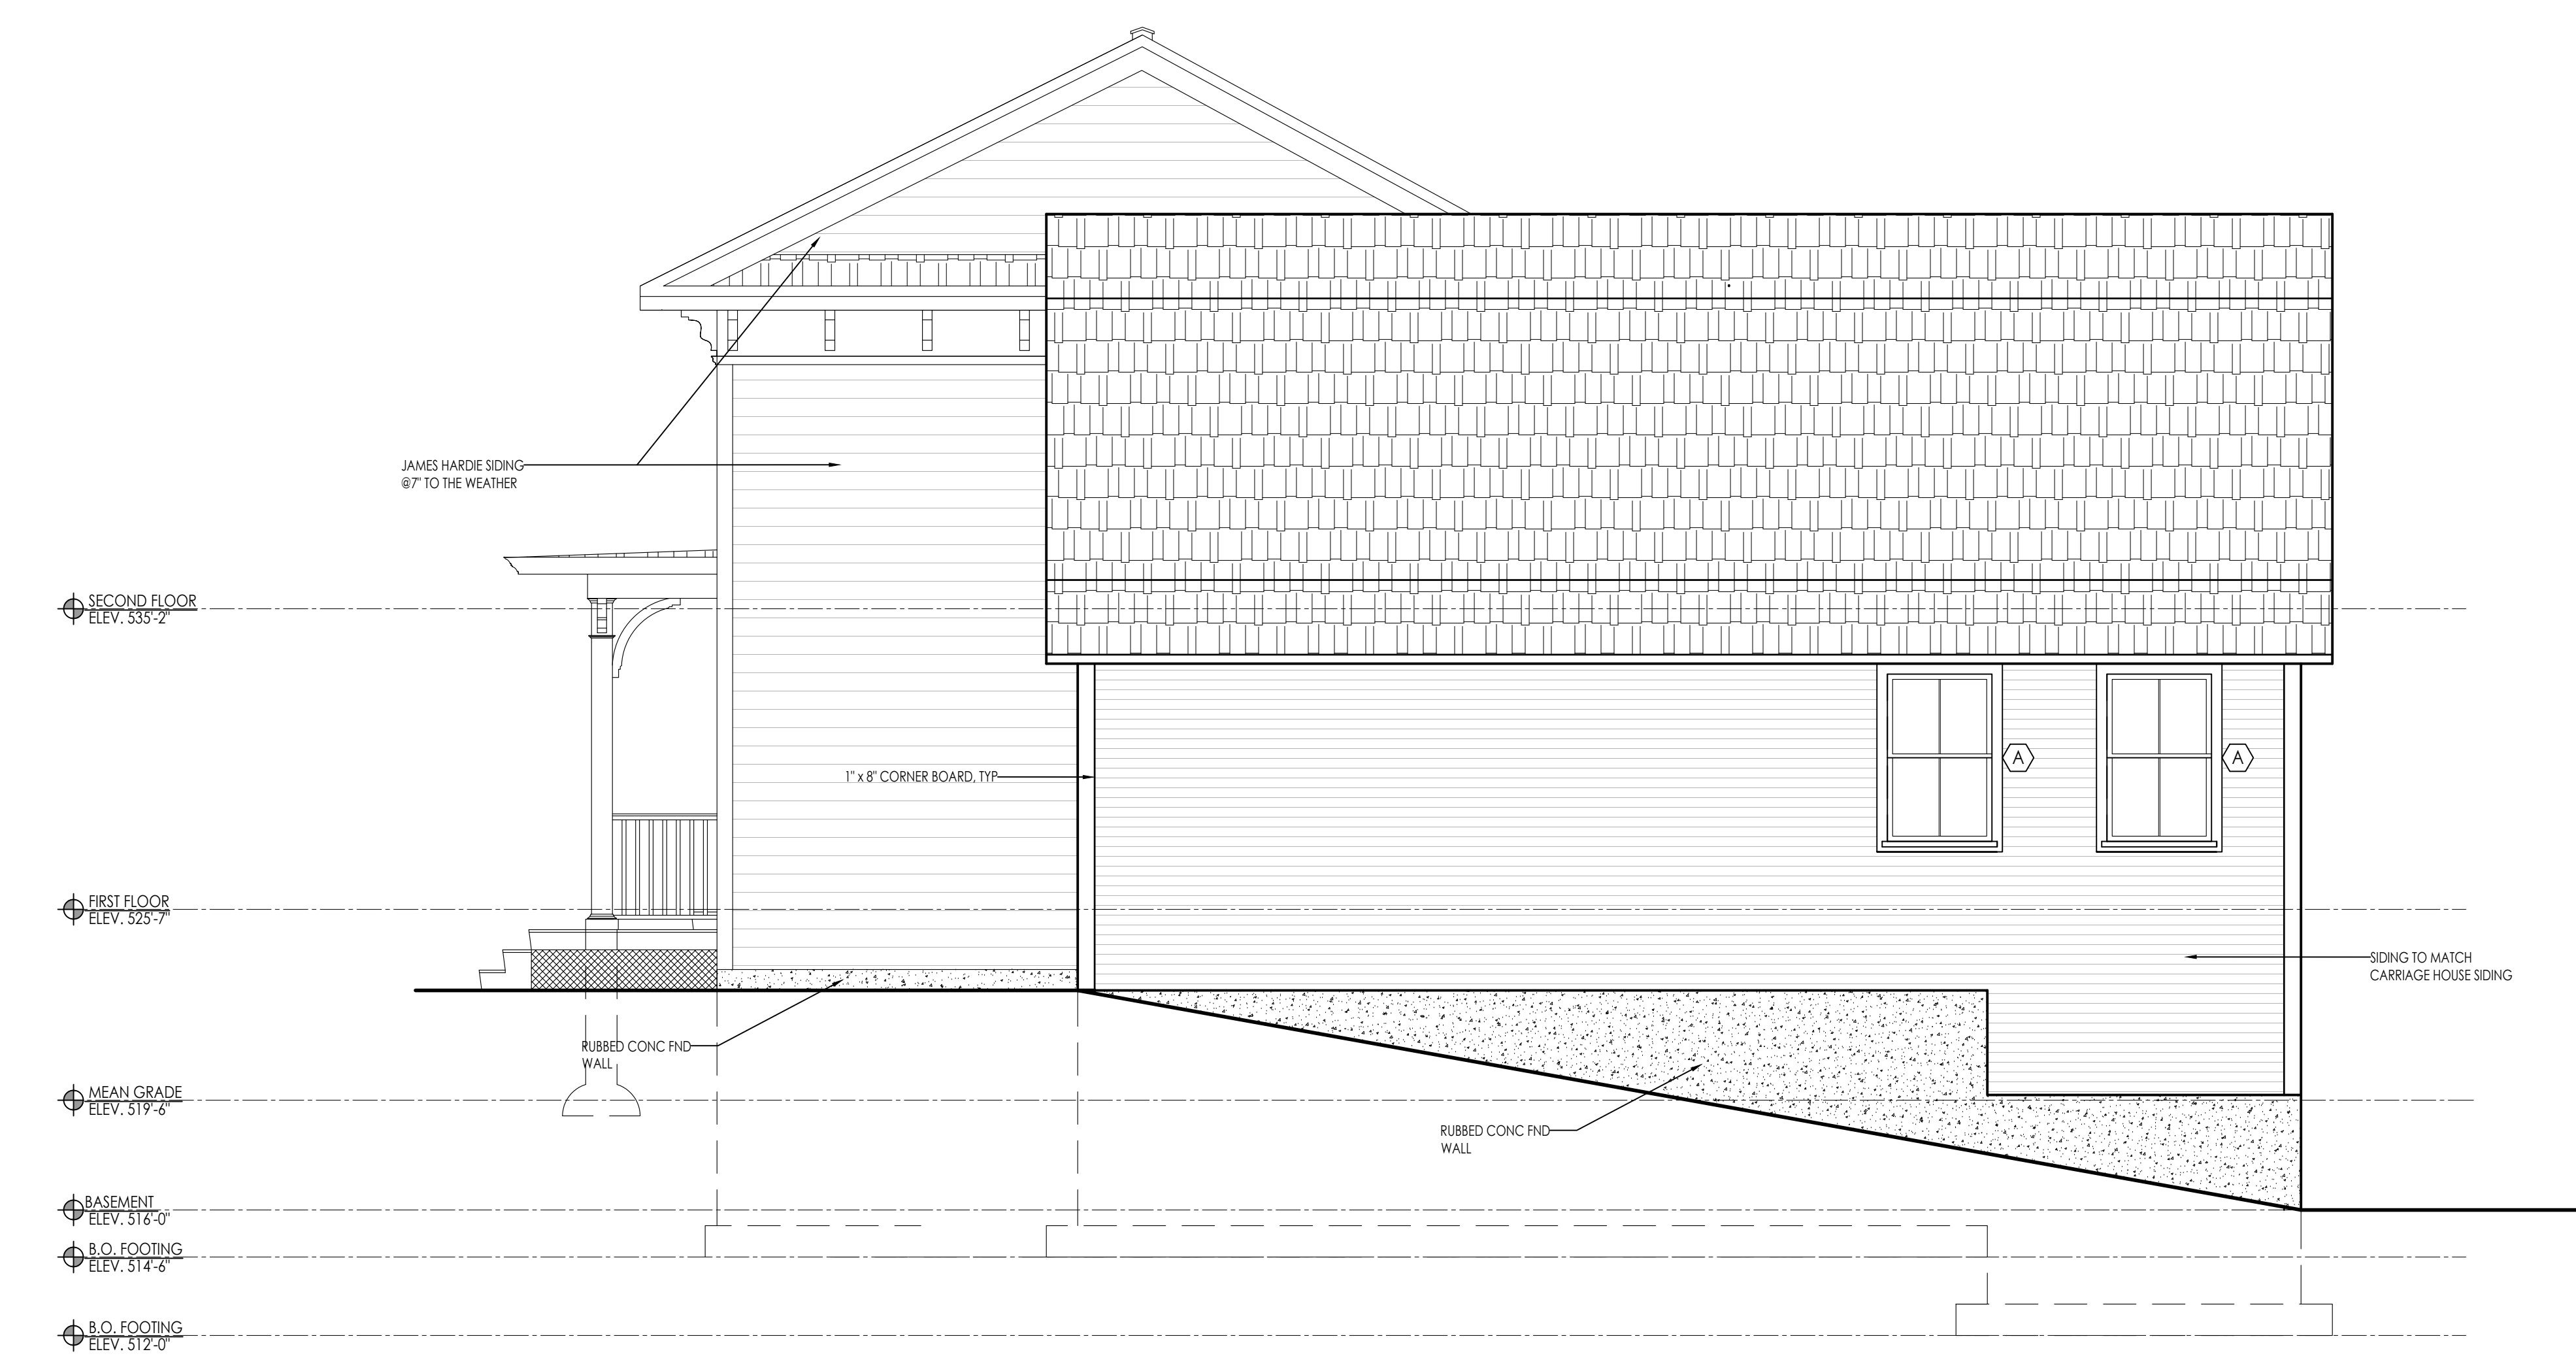 JAMES HARDIE SIDING
@7" TO THE WEATHER
SECOND FLOOR
ELEV. 535'-2"
1" x 8" CORNER BOARD, TYP
A
A
FIRST FLOOR
ELEV. 525'-7"
SIDING TO MATCH
CARRIAGE HOUSE SIDING
RUBBED CONC FND
WALL
MEAN GRADE
ELEV. 519'-6"
RUBBED CONC FND
WALL
BASEMENT
ELEV. 516'-0"
B.O. FOOTING
ELEV. 514'-6"
B.O. FOOTING
ELEV. 512'-0"